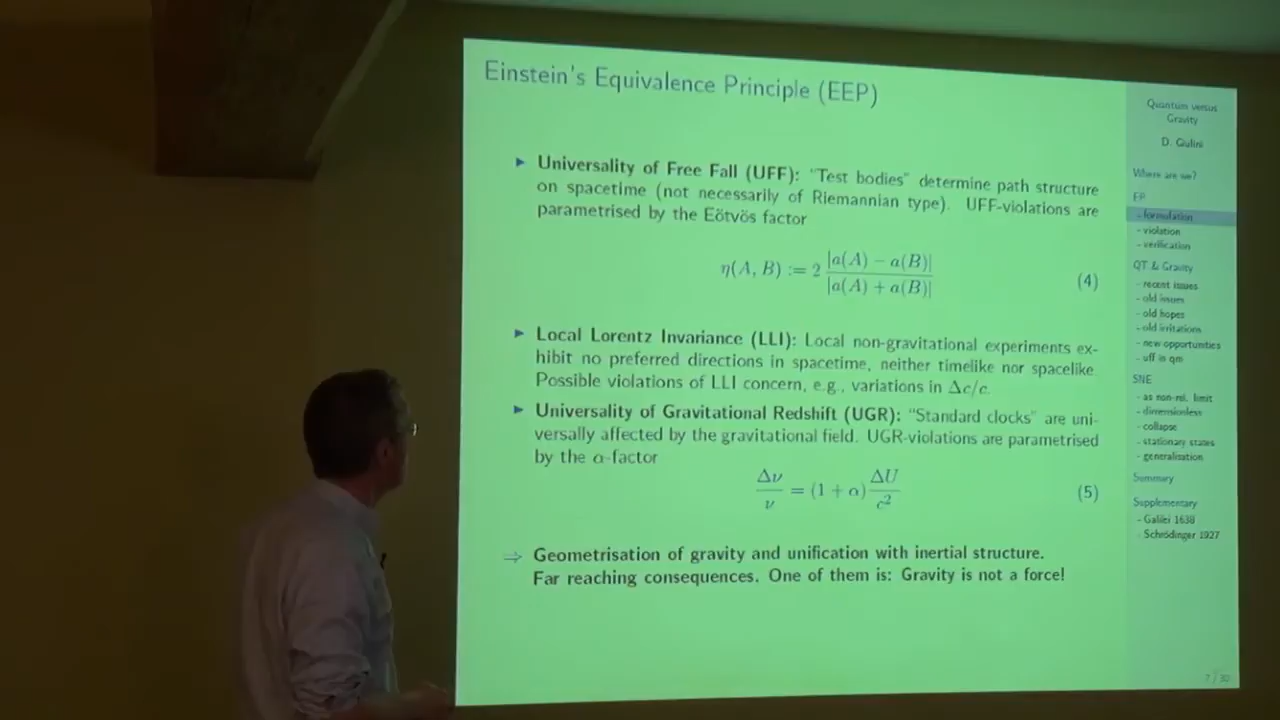 Einstein's Equivalence Principle (EEP)
▶ Universality of Free Fall (UFF): "Test bodies" determine path structure
on spacetime (not necessarily of Riemannian type). UFF-violations are
parametrised by the Eötvös factor
η(A, B) := 2 |a(A) − a(B)| / |a(A) + a(B)| (4)
▶ Local Lorentz Invariance (LLI): Local non-gravitational experiments ex-
hibit no preferred directions in spacetime, neither timelike nor spacelike.
Possible violations of LLI concern, e.g., variations in Δc/c.
▶ Universality of Gravitational Redshift (UGR): "Standard clocks" are uni-
versally affected by the gravitational field. UGR-violations are parametrised
by the α-factor
Δν/ν = (1 + α) ΔU/c² (5)
⇒ Geometrisation of gravity and unification with inertial structure.
Far reaching consequences. One of them is: Gravity is not a force!
Quantum versus
Gravity
D. Giulini
Where are we?
EP
- formulation
- violation
- verification
QT & Gravity
- recent issues
- old issues
- old hopes
- old irritations
- new opportunities
- uff in qm
SNE
- as non-rel. limit
- dimensionless
- collapse
- stationary states
- generalisation
Summary
Supplementary
- Galilei 1638
- Schrödinger 1927
7 / 30